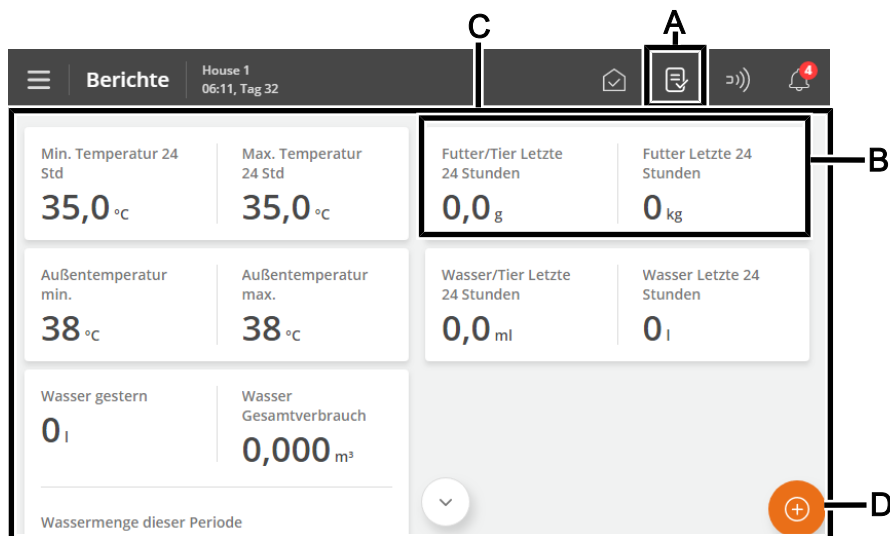 C
A
Berichte
House 1
06:11, Tag 32
4
Min. Temperatur 24
Std
35,0 °C
Max. Temperatur
24 Std
35,0 °C
Futter/Tier Letzte
24 Stunden
0,0 g
Futter Letzte 24
Stunden
0 kg
B
Außentemperatur
min.
38 °C
Außentemperatur
max.
38 °C
Wasser/Tier Letzte
24 Stunden
0,0 ml
Wasser Letzte 24
Stunden
0 l
Wasser gestern
0 l
Wasser
Gesamtverbrauch
0,000 m³
Wassermenge dieser Periode
D